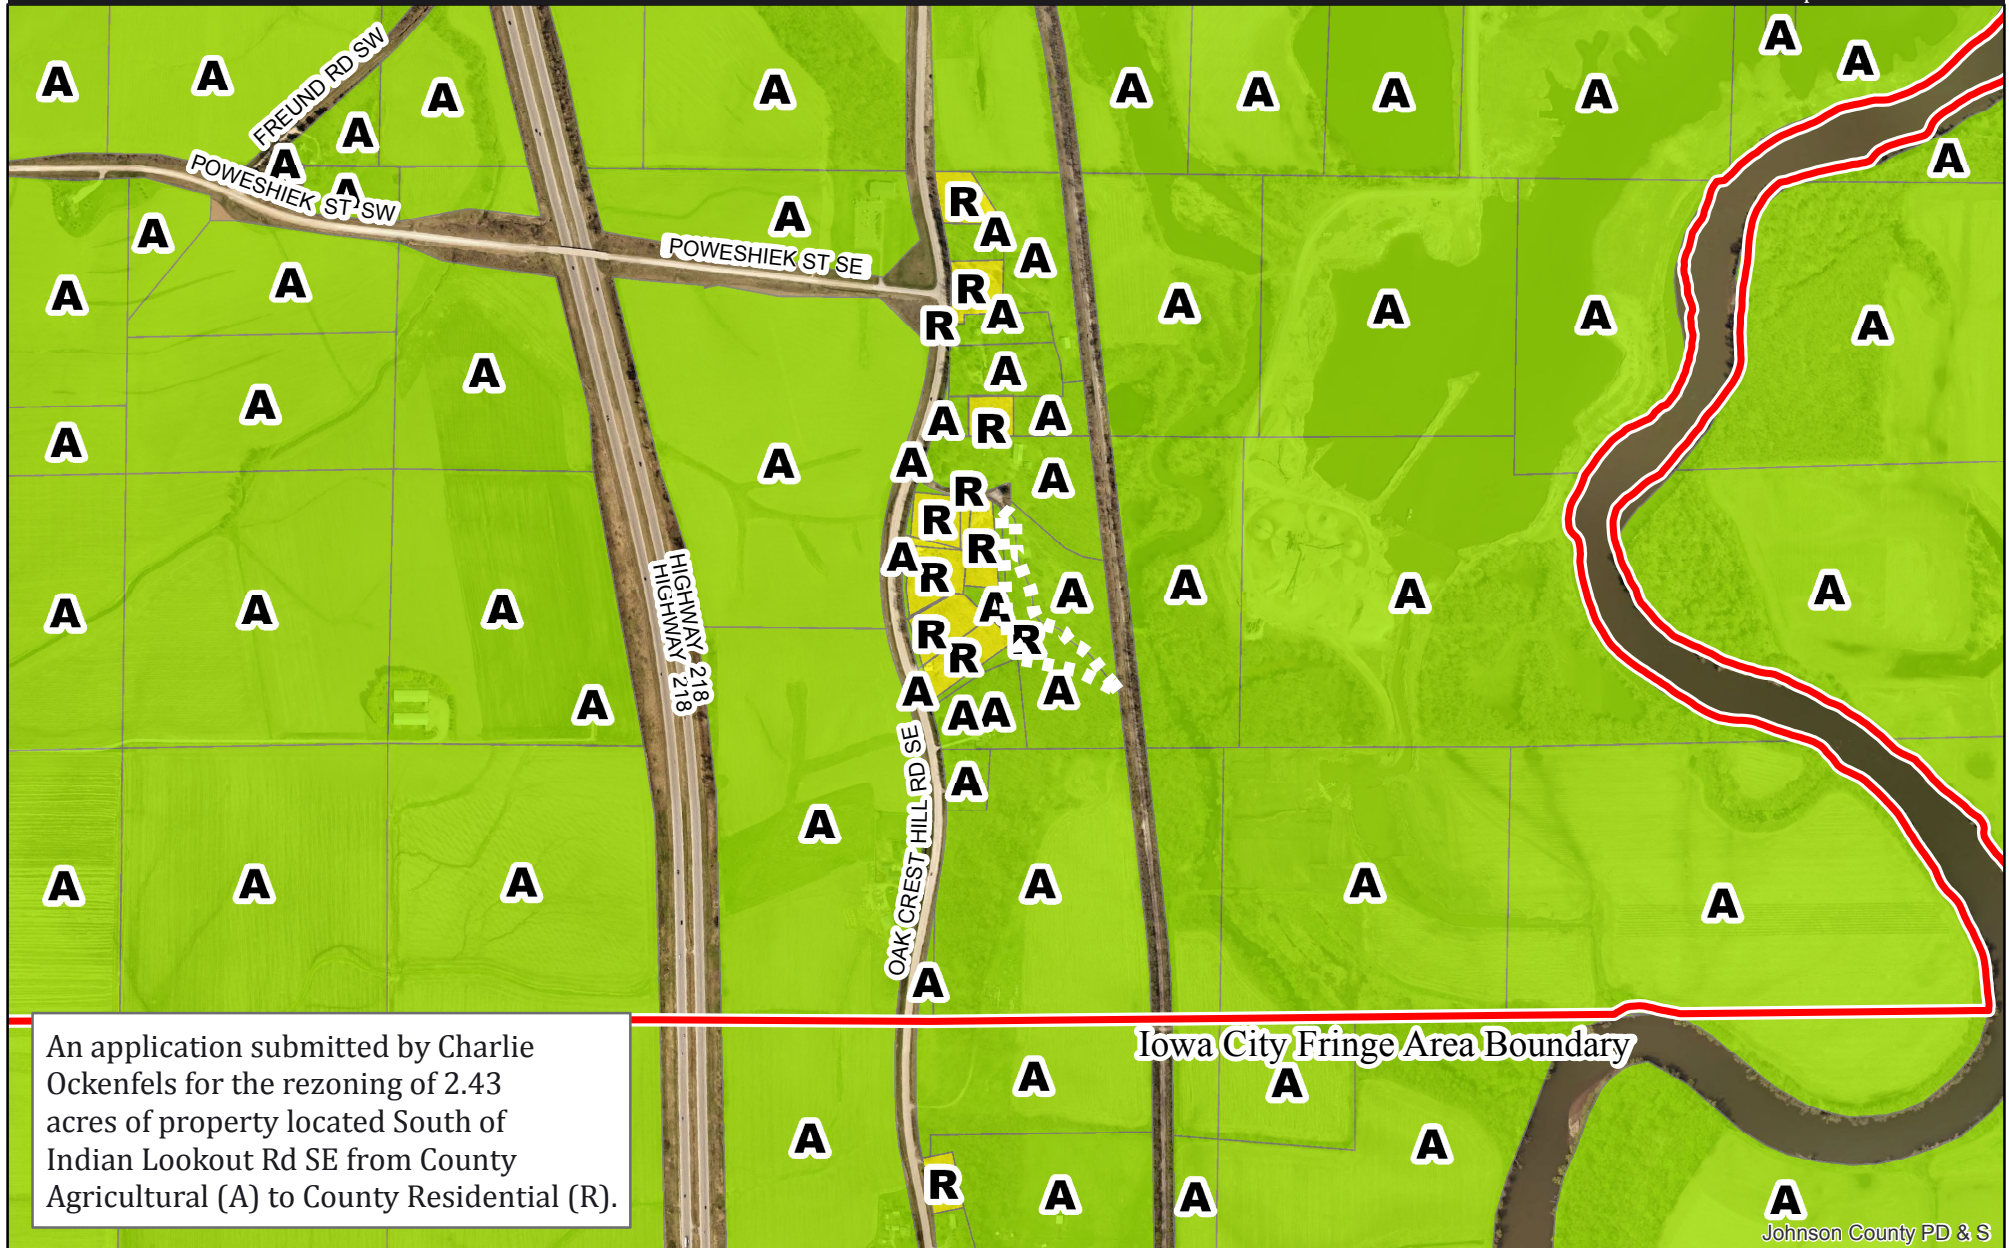 A A A A A A A A A A
FREUND RD SW
A
A
A
A
POWESHIEK ST SW
A
R
A
A
A
A
POWESHIEK ST SE
A
A
R
A
A
A
A
A
R
A
A
A
A
A
A
R
A
A
A
A
A
R
R
R
A
R
HIGHWAY 218
HIGHWAY 218
A
A
A
A
A
A
A
A
A
R
R
R
A
A
A
A
A
OAK CREST HILL RD SE
A
A
A
A
A
A
A
A
A
Iowa City Fringe Area Boundary
An application submitted by Charlie
Ockenfels for the rezoning of 2.43
acres of property located South of
Indian Lookout Rd SE from County
Agricultural (A) to County Residential (R).
A
A
A
A
R
A
A
A
Johnson County PD & S